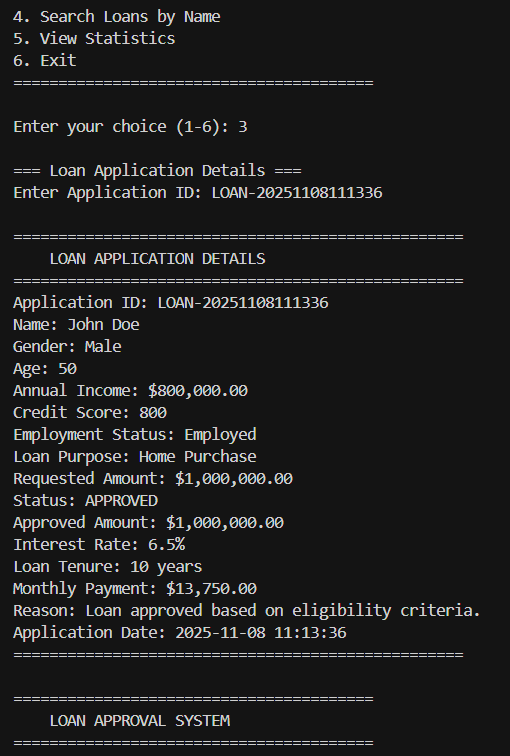 4. Search Loans by Name
5. View Statistics
6. Exit
========================================

Enter your choice (1-6): 3

=== Loan Application Details ===
Enter Application ID: LOAN-20251108111336

==================================================
    LOAN APPLICATION DETAILS
==================================================
Application ID: LOAN-20251108111336
Name: John Doe
Gender: Male
Age: 50
Annual Income: $800,000.00
Credit Score: 800
Employment Status: Employed
Loan Purpose: Home Purchase
Requested Amount: $1,000,000.00
Status: APPROVED
Approved Amount: $1,000,000.00
Interest Rate: 6.5%
Loan Tenure: 10 years
Monthly Payment: $13,750.00
Reason: Loan approved based on eligibility criteria.
Application Date: 2025-11-08 11:13:36
==================================================

========================================
    LOAN APPROVAL SYSTEM
========================================